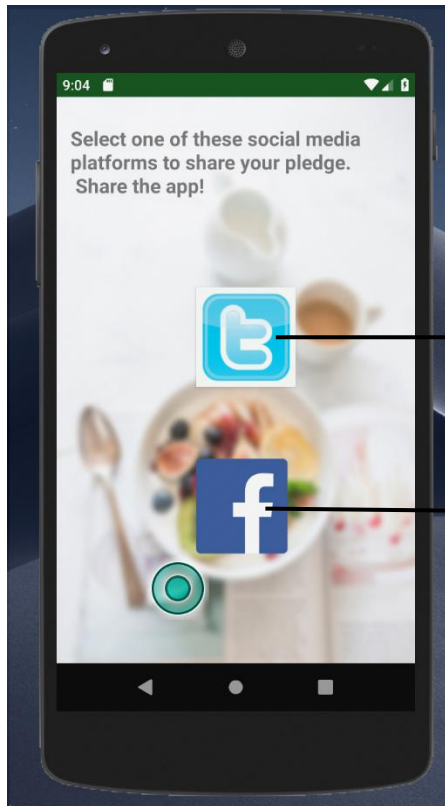 9:04
Select one of these social media
platforms to share your pledge.
Share the app!